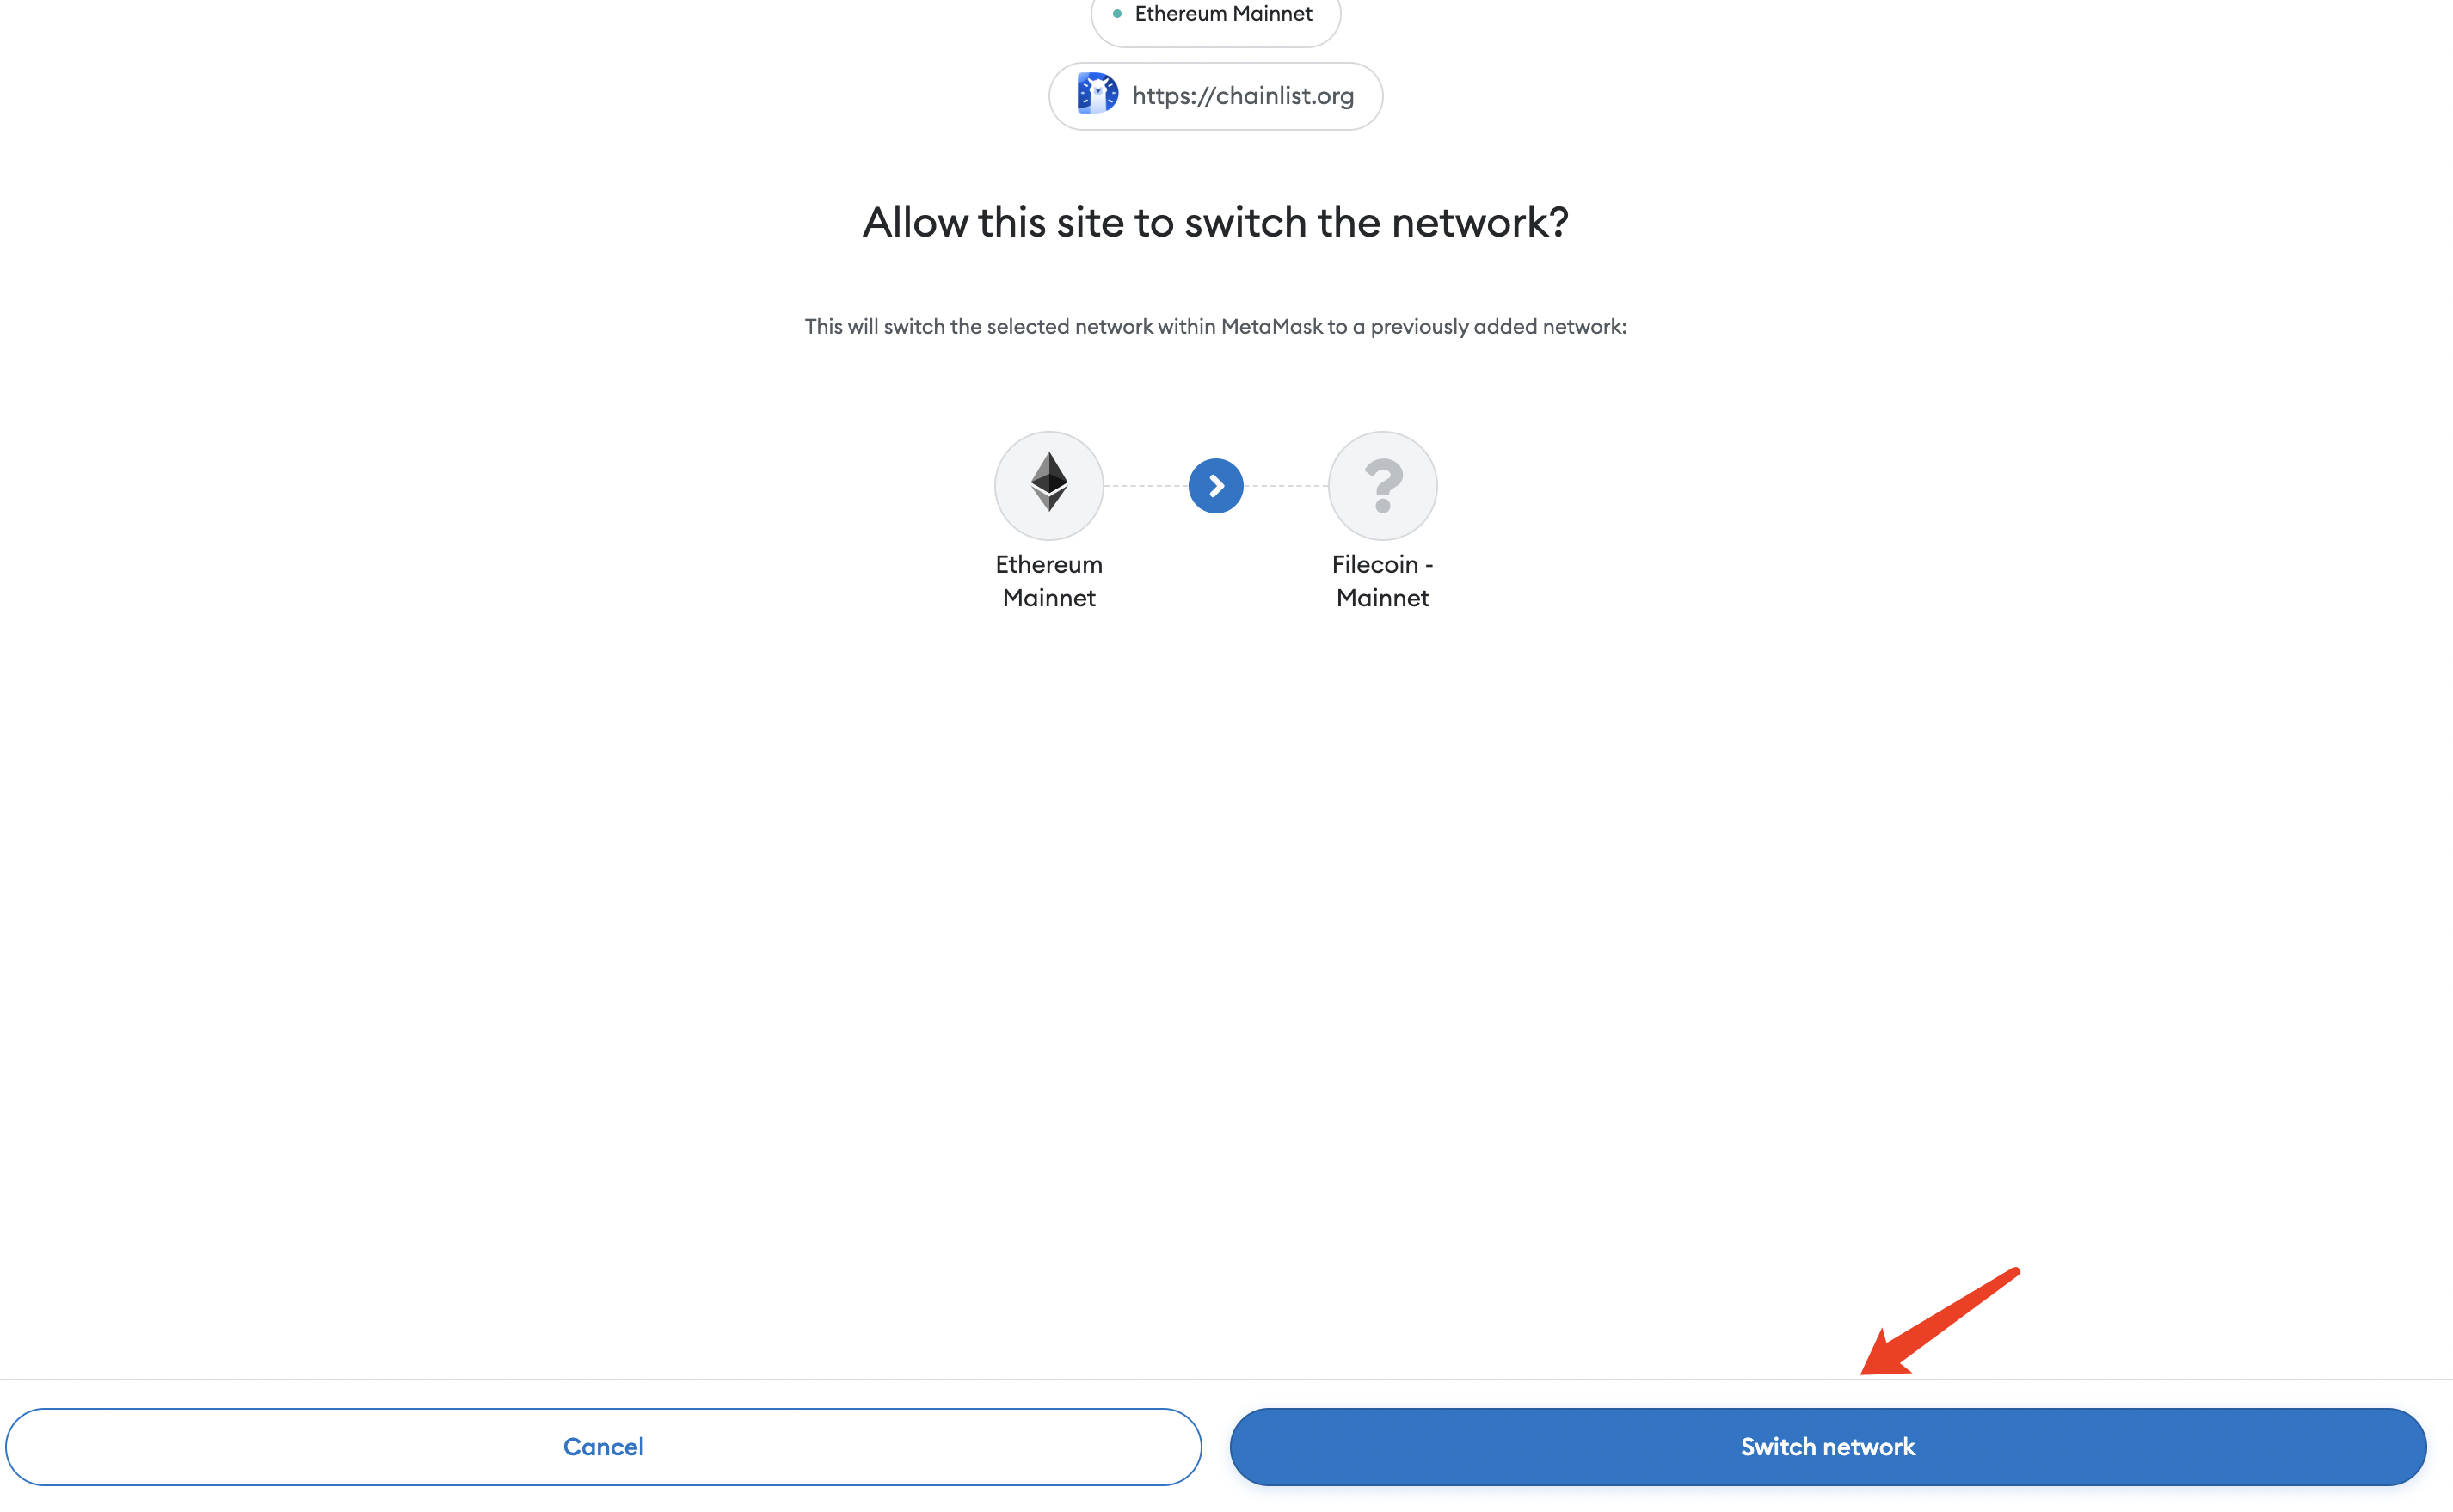 Ethereum Mainnet
https://chainlist.org
Allow this site to switch the network?
This will switch the selected network within MetaMask to a previously added network:
?
Ethereum
Mainnet
Filecoin -
Mainnet
Cancel
Switch network